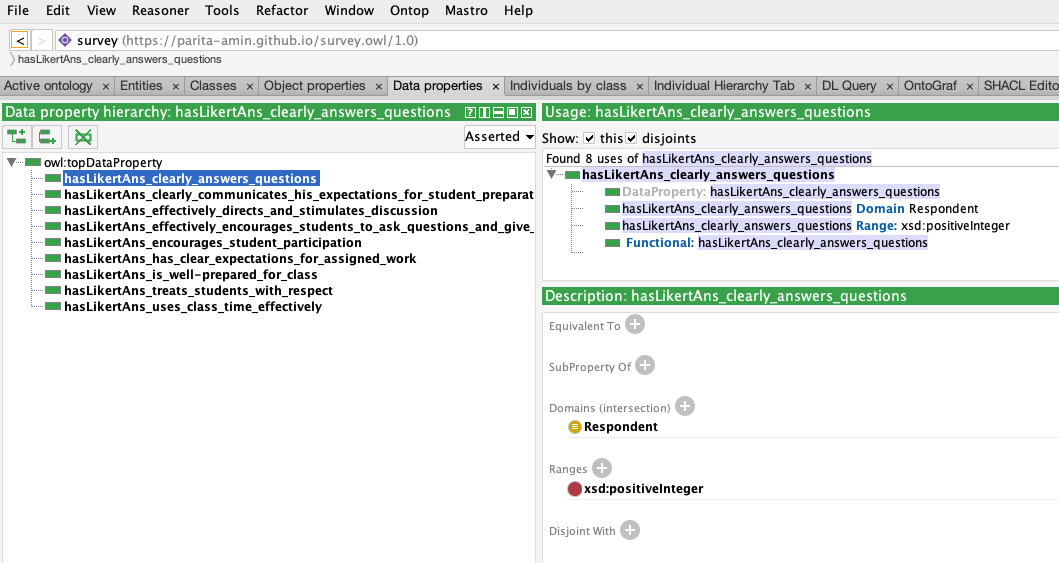 File Edit View Reasoner Tools Refactor Window Ontop Mastro Help
< > survey (https://parita-amin.github.io/survey.owl/1.0)
hasLikertAns_clearly_answers_questions
Active ontology × Entities × Classes × Object properties × Data properties × Individuals by class × Individual Hierarchy Tab × DL Query × OntoGraf × SHACL Edito
Data property hierarchy: hasLikertAns_clearly_answers_questions
Asserted
owl:topDataProperty
hasLikertAns_clearly_answers_questions
hasLikertAns_clearly_communicates_his_expectations_for_student_preparat
hasLikertAns_effectively_directs_and_stimulates_discussion
hasLikertAns_effectively_encourages_students_to_ask_questions_and_give_
hasLikertAns_encourages_student_participation
hasLikertAns_has_clear_expectations_for_assigned_work
hasLikertAns_is_well-prepared_for_class
hasLikertAns_treats_students_with_respect
hasLikertAns_uses_class_time_effectively
Usage: hasLikertAns_clearly_answers_questions
Show: this disjoints
Found 8 uses of hasLikertAns_clearly_answers_questions
hasLikertAns_clearly_answers_questions
DataProperty: hasLikertAns_clearly_answers_questions
hasLikertAns_clearly_answers_questions Domain Respondent
hasLikertAns_clearly_answers_questions Range: xsd:positiveInteger
Functional: hasLikertAns_clearly_answers_questions
Description: hasLikertAns_clearly_answers_questions
Equivalent To
SubProperty Of
Domains (intersection)
Respondent
Ranges
xsd:positiveInteger
Disjoint With